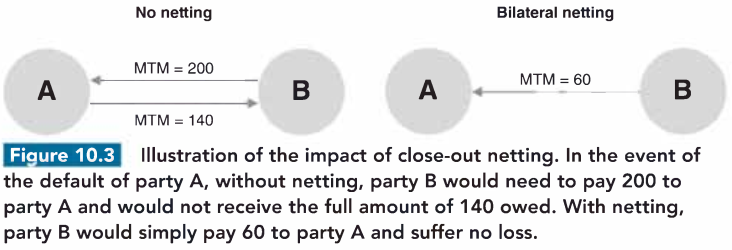 No netting
Bilateral netting
MTM = 200
A
B
MTM = 140
MTM = 60
A
B
Figure 10.3 Illustration of the impact of close-out netting. In the event of
the default of party A, without netting, party B would need to pay 200 to
party A and would not receive the full amount of 140 owed. With netting,
party B would simply pay 60 to party A and suffer no loss.